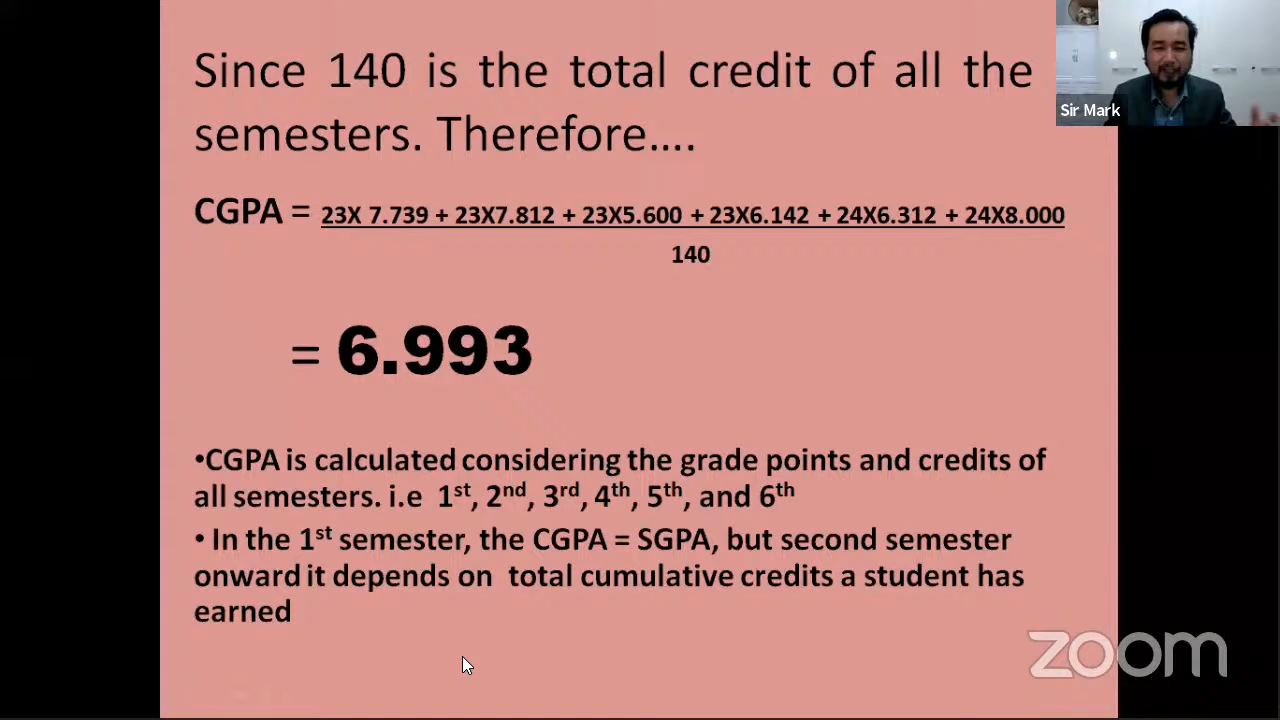 Since 140 is the total credit of all the
semesters. Therefore….
Sir Mark
CGPA = 23X 7.739 + 23X7.812 + 23X5.600 + 23X6.142 + 24X6.312 + 24X8.000
140
= 6.993
•CGPA is calculated considering the grade points and credits of
all semesters. i.e 1st, 2nd, 3rd, 4th, 5th, and 6th
• In the 1st semester, the CGPA = SGPA, but second semester
onward it depends on total cumulative credits a student has
earned
zoom